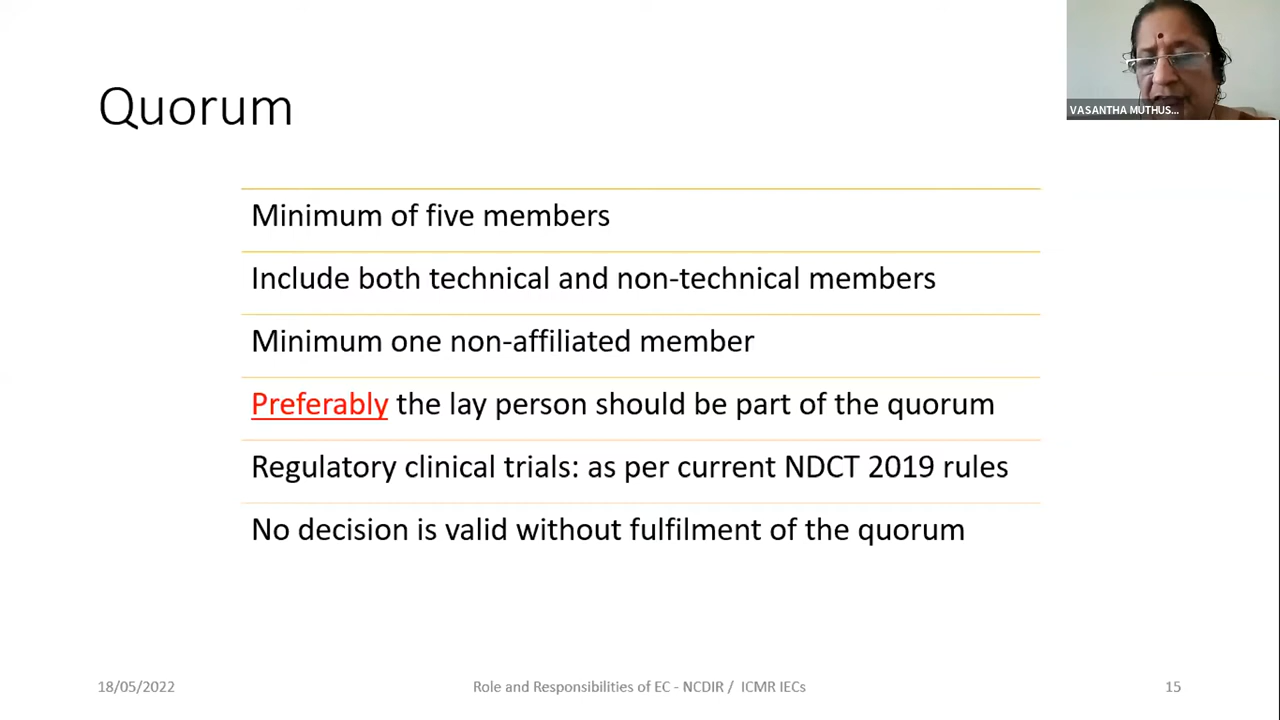 Quorum
VASANTHA MUTHUS...
Minimum of five members
Include both technical and non-technical members
Minimum one non-affiliated member
Preferably the lay person should be part of the quorum
Regulatory clinical trials: as per current NDCT 2019 rules
No decision is valid without fulfilment of the quorum
18/05/2022
Role and Responsibilities of EC - NCDIR / ICMR IECs
15